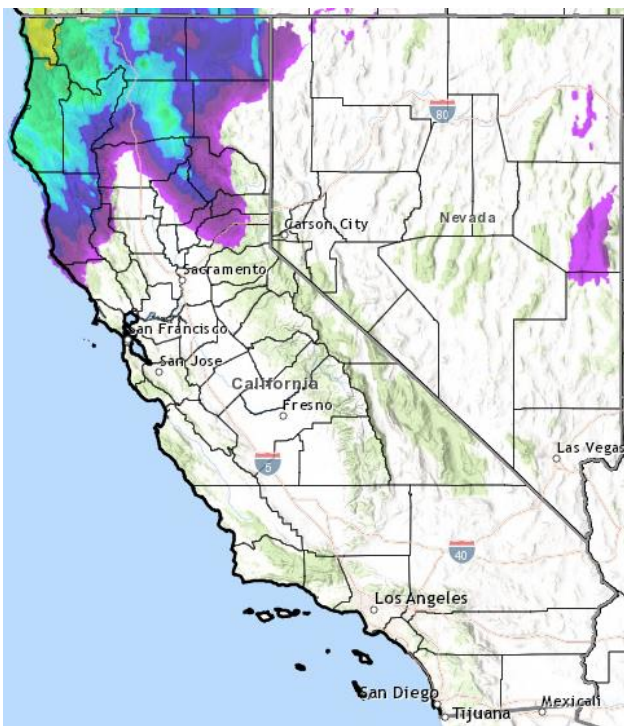 80
Carson City
Nevada
Sacramento
San Francisco
San Jose
California
Fresno
5
Las Vegas
40
Los Angeles
San Diego
Tijuana
Mexicali